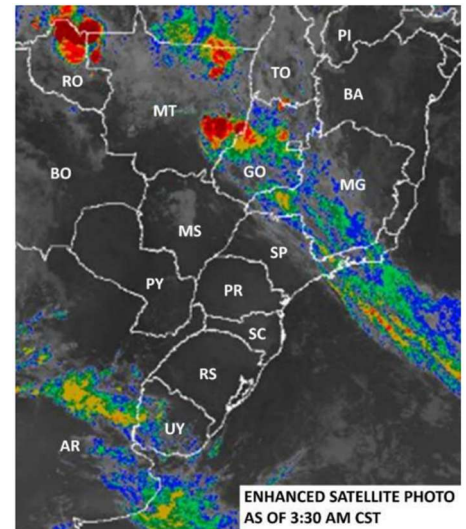 PI
RO
TO
BA
MT
BO
GO
MG
MS
SP
PY
PR
SC
RS
UY
AR
ENHANCED SATELLITE PHOTO
AS OF 3:30 AM CST